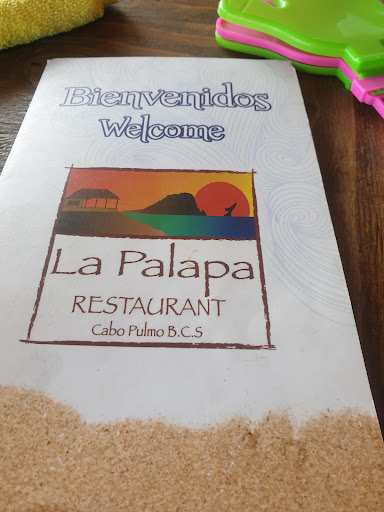 Bienvenidos
Welcome
La Palapa
RESTAURANT
Cabo Pulmo B.C.S